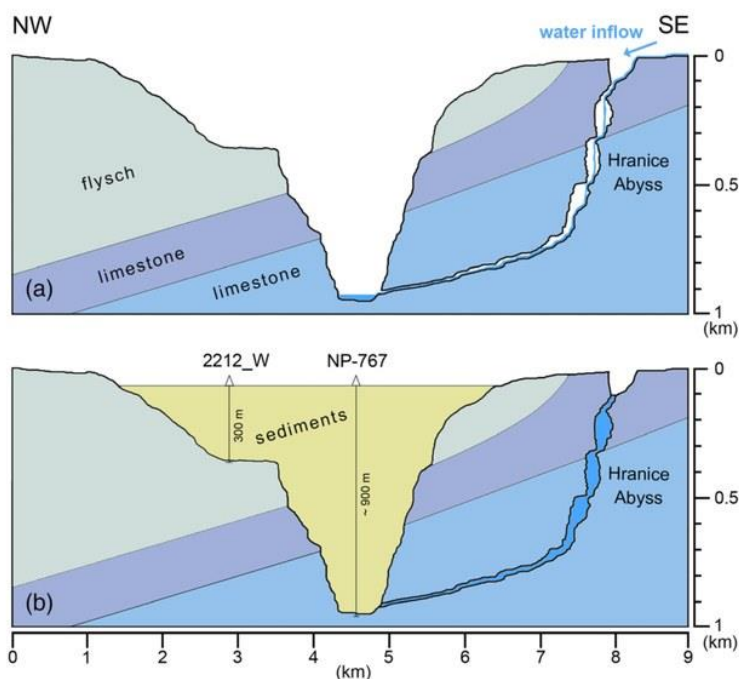 NW
SE
water inflow
0
flysch
Hranice
Abyss
0.5
limestone
limestone
(a)
1
(km)
2212_W
NP-767
0
300 m
sediments
~ 900 m
Hranice
Abyss
0.5
(b)
1
(km)
0 1 2 3 4 5 6 7 8 9
(km)